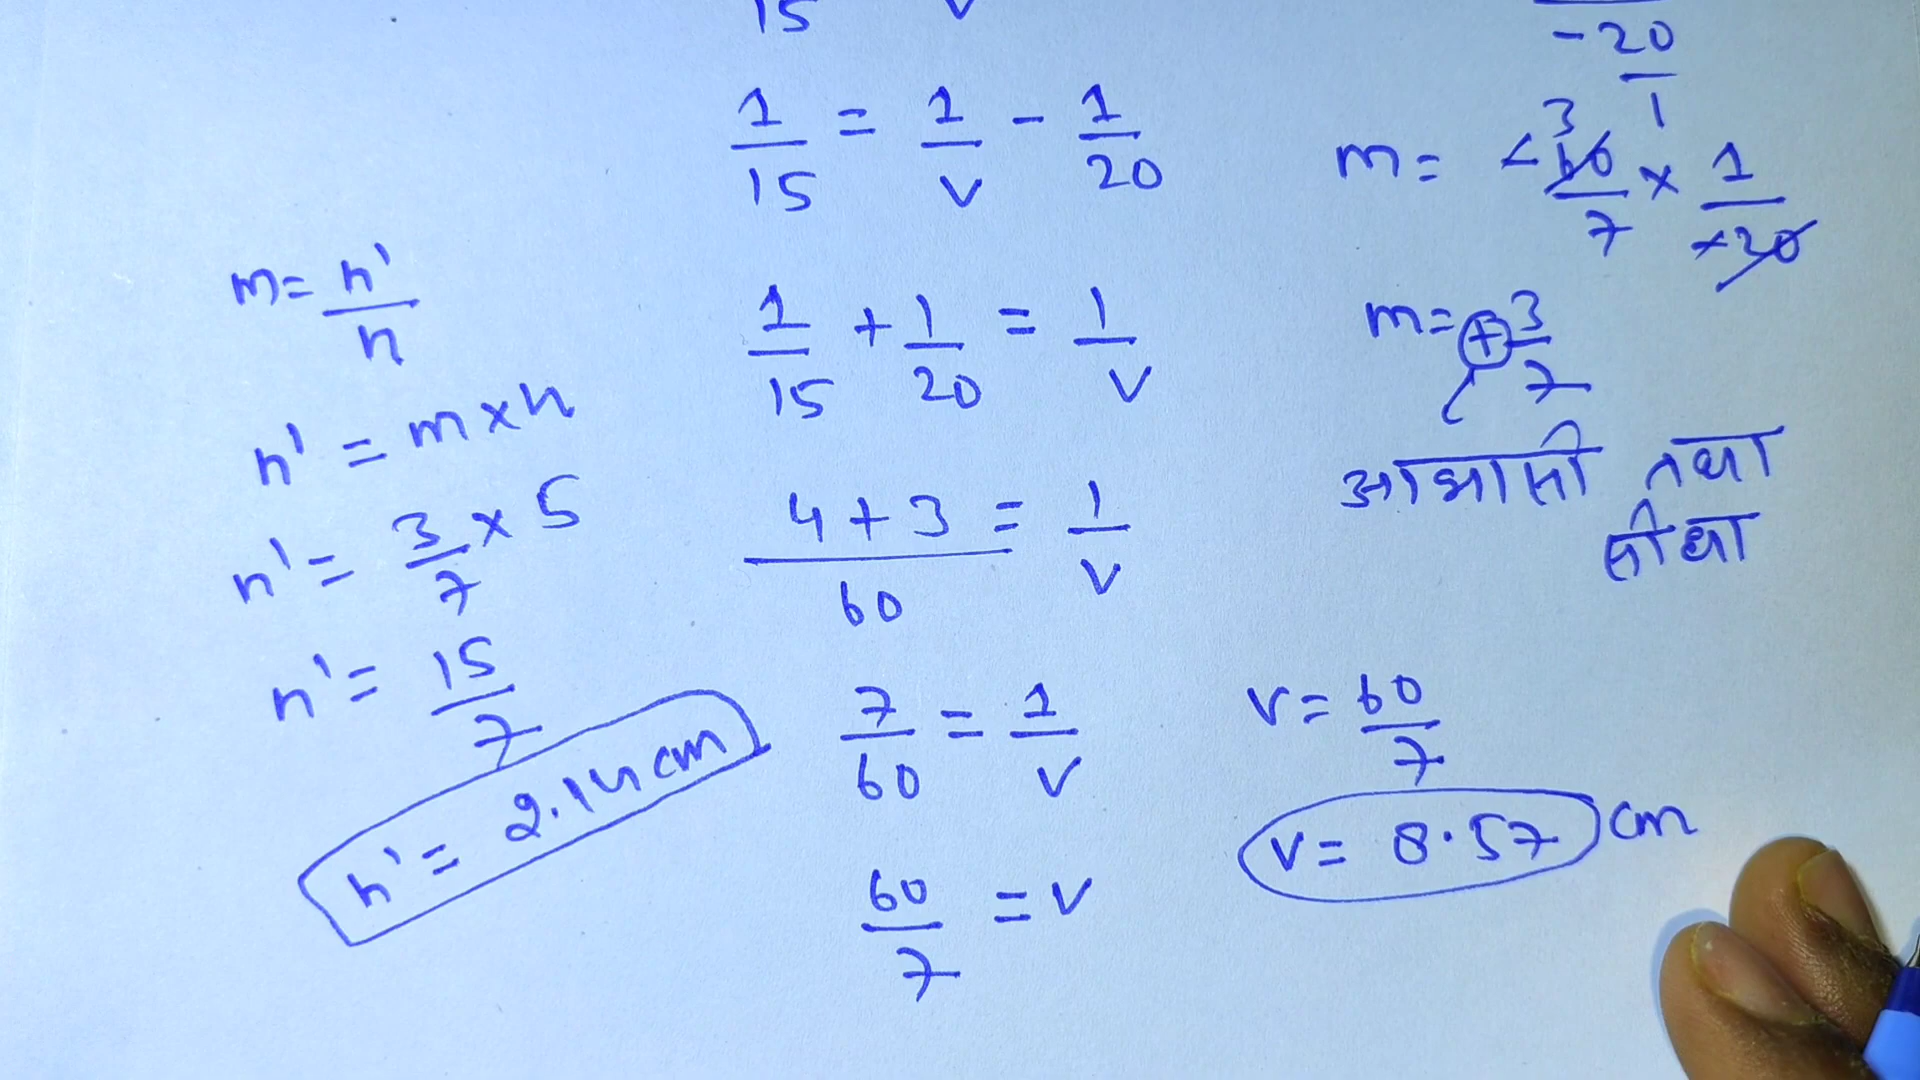 15 v
1/15 = 1/v - 1/20
1/15 + 1/20 = 1/v
4+3/60 = 1/v
7/60 = 1/v
60/7 = v
m = h'/h
h' = m×h
h' = 3/7 × 5
h' = 15/7
h' = 2.14 cm
-20/1
m = -60/7 × 1/-20
3
m = +3/7
आभासी तथा
सीधा
v = 60/7
v = 8.57 cm